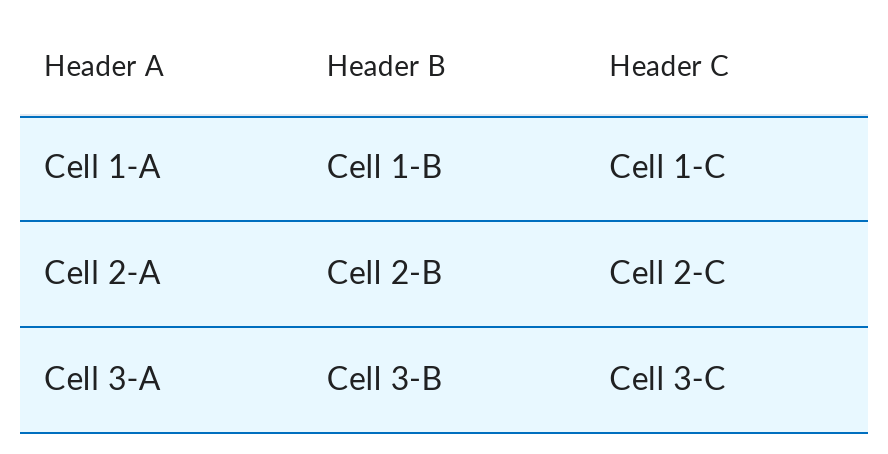 Header A Header B Header C
Cell 1-A Cell 1-B Cell 1-C
Cell 2-A Cell 2-B Cell 2-C
Cell 3-A Cell 3-B Cell 3-C